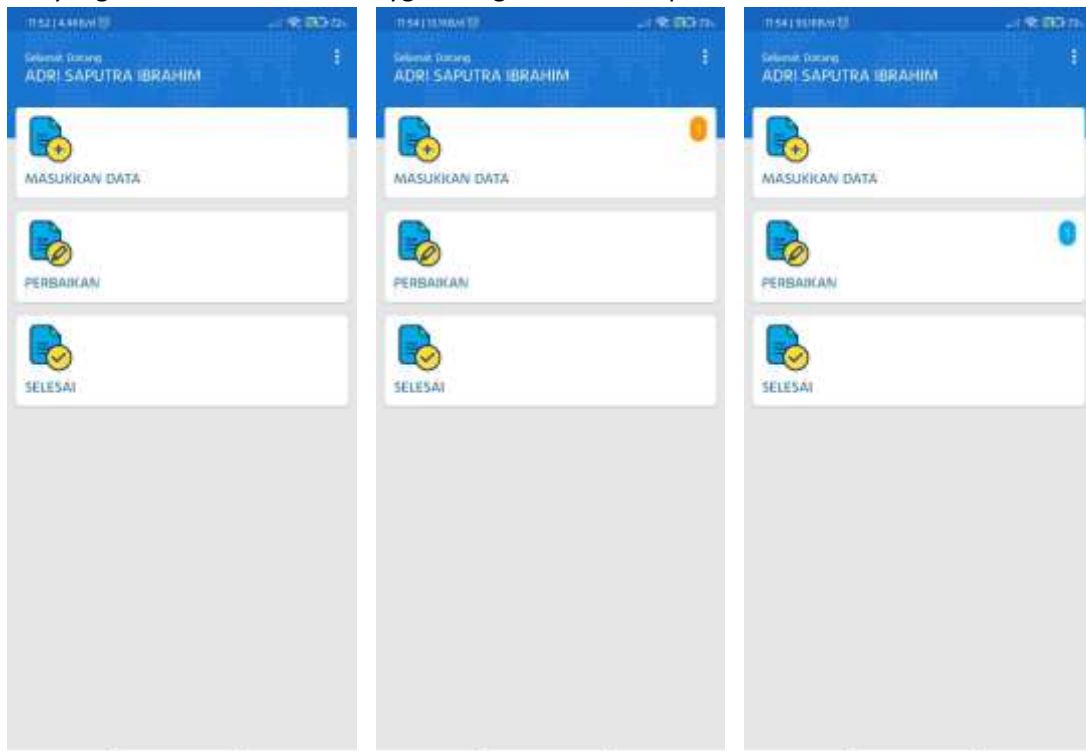 Selamat Datang
ADRI SAPUTRA IBRAHIM
MASUKKAN DATA
PERBAIKAN
SELESAI
Selamat Datang
ADRI SAPUTRA IBRAHIM
1
MASUKKAN DATA
PERBAIKAN
SELESAI
Selamat Datang
ADRI SAPUTRA IBRAHIM
MASUKKAN DATA
1
PERBAIKAN
SELESAI